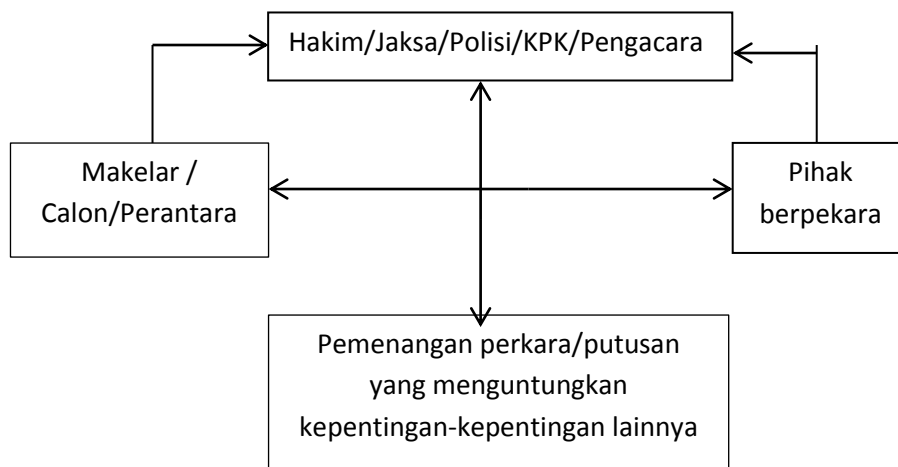 Hakim/Jaksa/Polisi/KPK/Pengacara
Makelar /
Calon/Perantara
Pihak
berpekara
Pemenangan perkara/putusan
yang menguntungkan
kepentingan-kepentingan lainnya